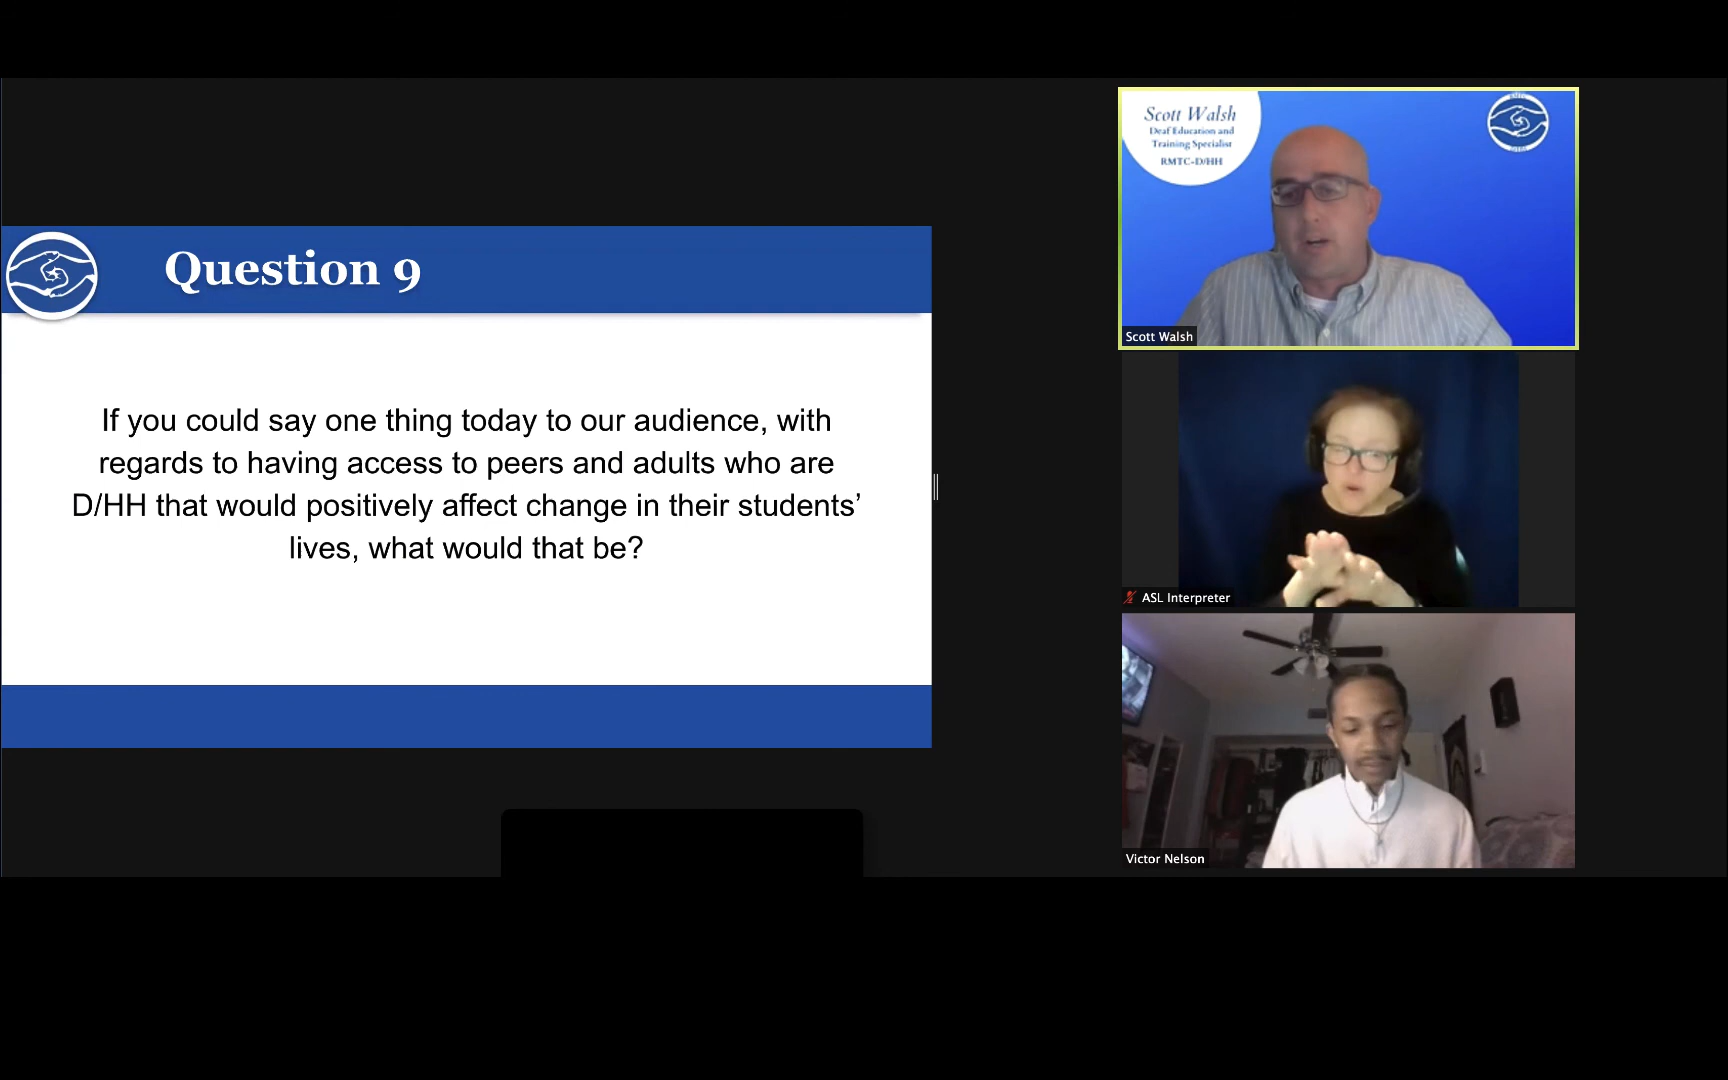 Question 9
If you could say one thing today to our audience, with
regards to having access to peers and adults who are
D/HH that would positively affect change in their students’
lives, what would that be?
Scott Walsh
Deaf Education and
Training Specialist
RMTC-D/HH
Scott Walsh
ASL Interpreter
Victor Nelson